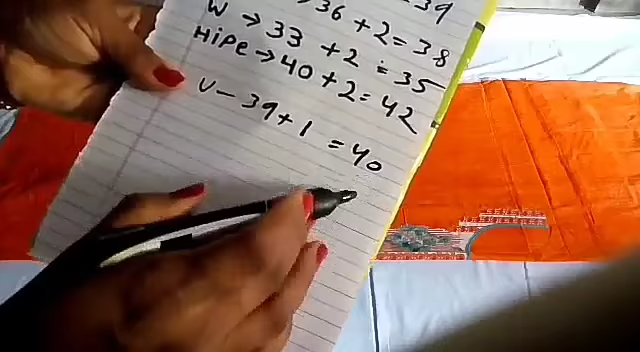 39
36 + 2 = 38
W → 33 + 2 = 35
Hipe → 40 + 2 = 42
U - 39 + 1 = 40